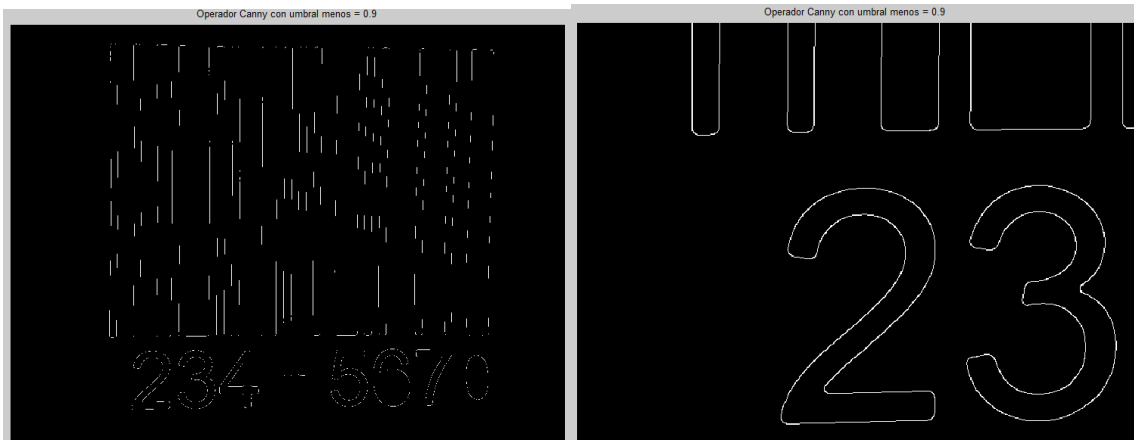 Operador Canny con umbral menos = 0.9
Operador Canny con umbral menos = 0.9
234 - 5670
23